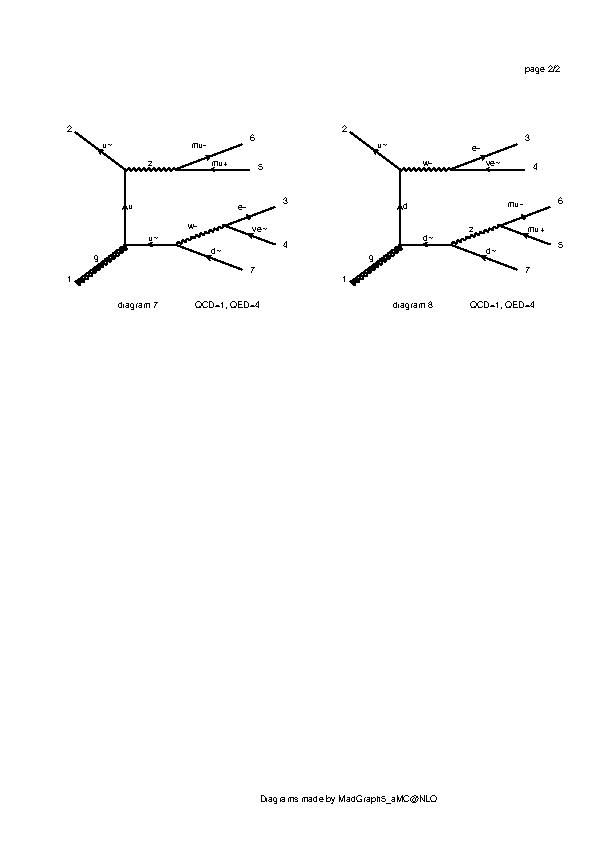 page 2/2
2
u~
z
mu-
6
mu+
5
u
g
1
u~
w-
e-
3
ve~
4
d~
7
diagram 7 QCD=1, QED=4
2
u~
w-
e-
3
ve~
4
d
g
1
d~
z
mu-
6
mu+
5
d~
7
diagram 8 QCD=1, QED=4
Diagrams made by MadGraph5_aMC@NLO